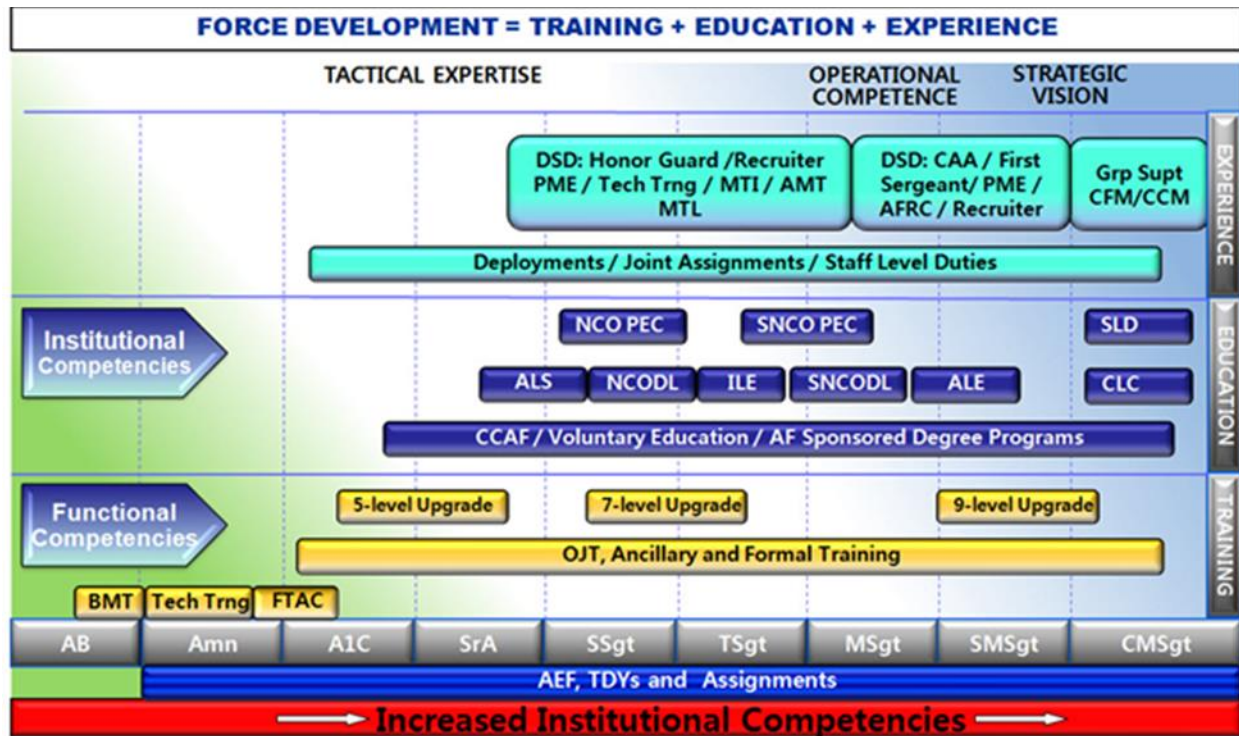 FORCE DEVELOPMENT = TRAINING + EDUCATION + EXPERIENCE
TACTICAL EXPERTISE
OPERATIONAL
COMPETENCE
STRATEGIC
VISION
DSD: Honor Guard /Recruiter
PME / Tech Trng / MTI / AMT
MTL
DSD: CAA / First
Sergeant/ PME /
AFRC / Recruiter
Grp Supt
CFM/CCM
EXPERIENCE
Deployments / Joint Assignments / Staff Level Duties
Institutional
Competencies
NCO PEC
SNCO PEC
SLD
EDUCATION
ALS
NCODL
ILE
SNCODL
ALE
CLC
CCAF / Voluntary Education / AF Sponsored Degree Programs
Functional
Competencies
5-level Upgrade
7-level Upgrade
9-level Upgrade
TRAINING
OJT, Ancillary and Formal Training
BMT
Tech Trng
FTAC
AB
Amn
A1C
SrA
SSgt
TSgt
MSgt
SMSgt
CMSgt
AEF, TDYs and Assignments
Increased Institutional Competencies